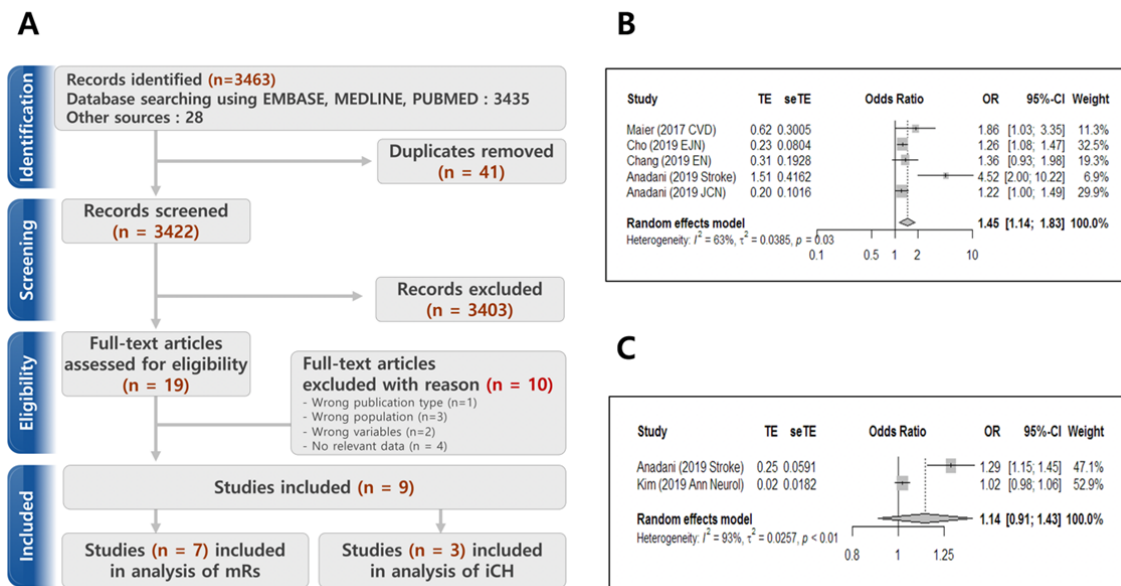 A
Identification
Records identified (n=3463)
Database searching using EMBASE, MEDLINE, PUBMED : 3435
Other sources : 28
Duplicates removed
(n = 41)
Screening
Records screened
(n = 3422)
Records excluded
(n = 3403)
Eligibility
Full-text articles
assessed for eligibility
(n = 19)
Full-text articles
excluded with reason (n = 10)
- Wrong publication type (n=1)
- Wrong population (n=3)
- Wrong variables (n=2)
- No relevant data (n = 4)
Included
Studies included (n = 9)
Studies (n = 7) included
in analysis of mRs
Studies (n = 3) included
in analysis of iCH
B
Study TE seTE Odds Ratio OR 95%-CI Weight
Maier (2017 CVD) 0.62 0.3005 1.86 [1.03; 3.35] 11.3%
Cho (2019 EJN) 0.23 0.0804 1.26 [1.08; 1.47] 32.5%
Chang (2019 EN) 0.31 0.1928 1.36 [0.93; 1.98] 19.3%
Anadani (2019 Stroke) 1.51 0.4162 4.52 [2.00; 10.22] 6.9%
Anadani (2019 JCN) 0.20 0.1016 1.22 [1.00; 1.49] 29.9%
Random effects model 1.45 [1.14; 1.83] 100.0%
Heterogeneity: I² = 63%, τ² = 0.0385, p = 0.03
0.1 0.5 1 2 10
C
Study TE seTE Odds Ratio OR 95%-CI Weight
Anadani (2019 Stroke) 0.25 0.0591 1.29 [1.15; 1.45] 47.1%
Kim (2019 Ann Neurol) 0.02 0.0182 1.02 [0.98; 1.06] 52.9%
Random effects model 1.14 [0.91; 1.43] 100.0%
Heterogeneity: I² = 93%, τ² = 0.0257, p < 0.01
0.8 1 1.25